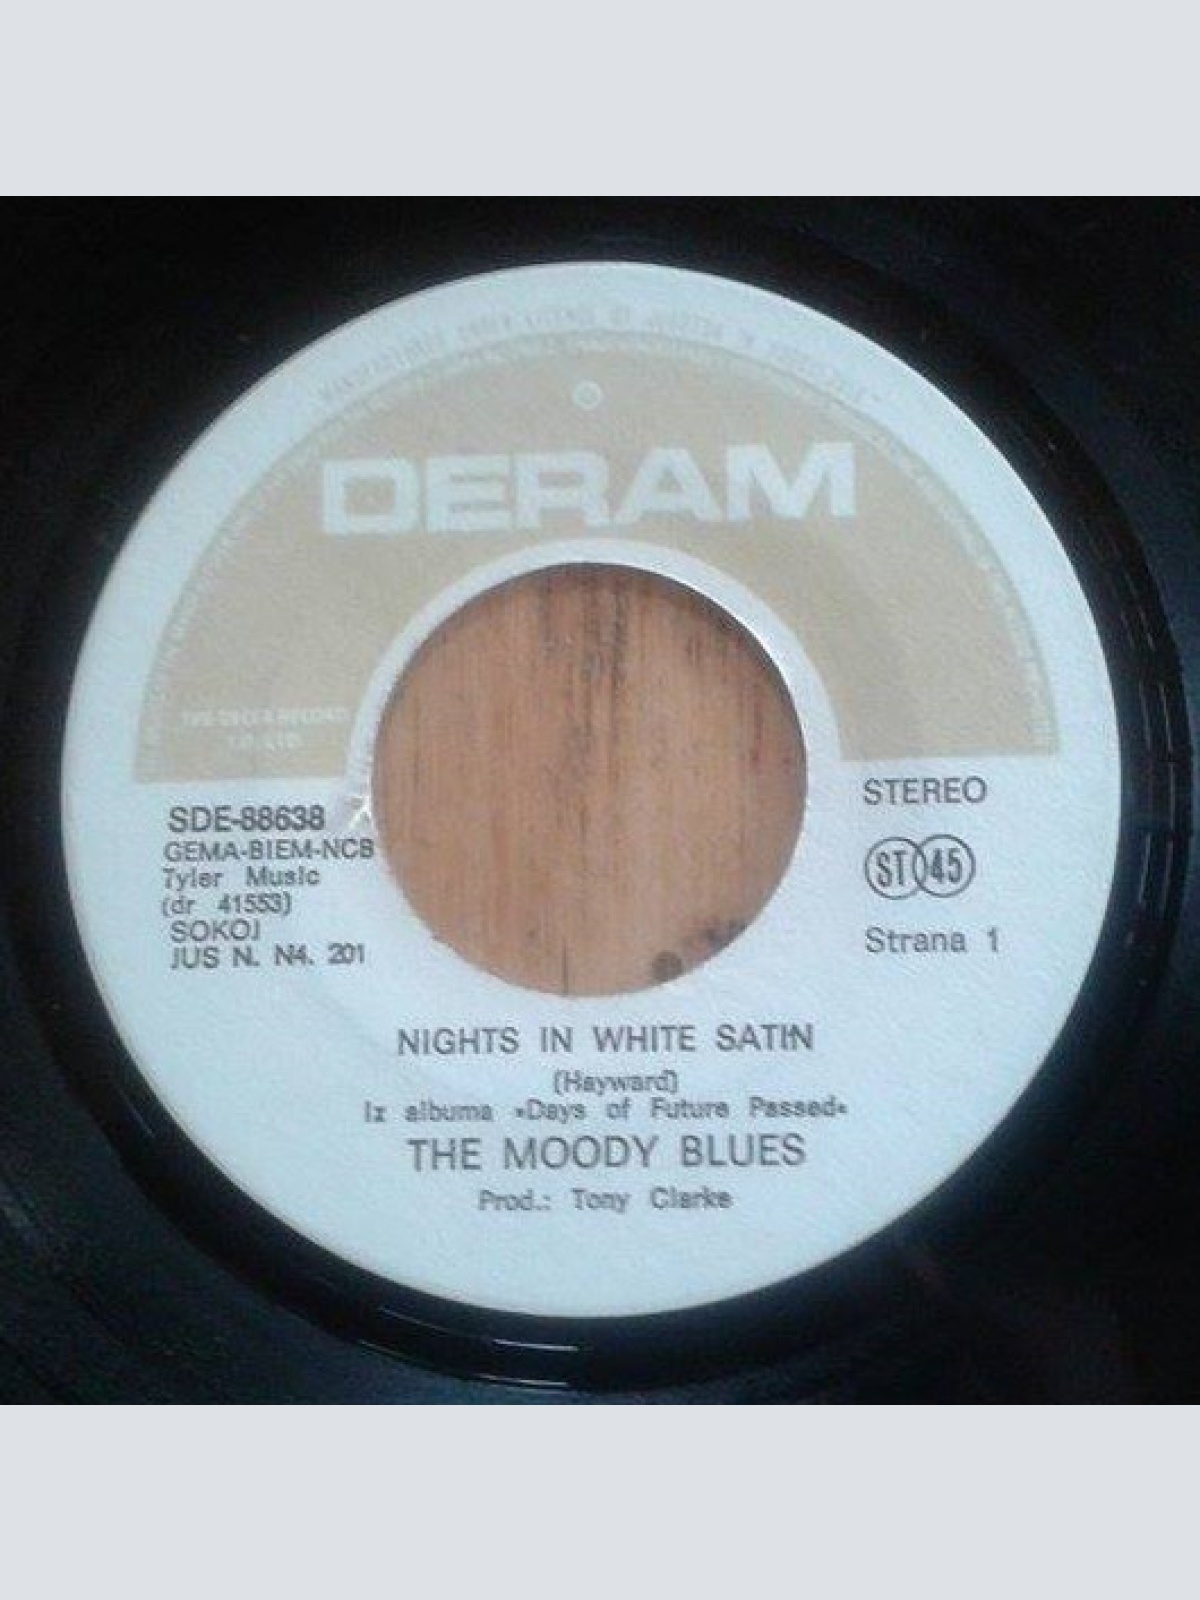 DERAM
SDE-88638
GEMA-BIEM-NCB
Tyler Music
(dr 41553)
SOKOJ
JUS N. N4. 201
STEREO
ST 45
Strana 1
NIGHTS IN WHITE SATIN
(Hayward)
Iz albuma »Days of Future Passed«
THE MOODY BLUES
Prod.: Tony Clarke